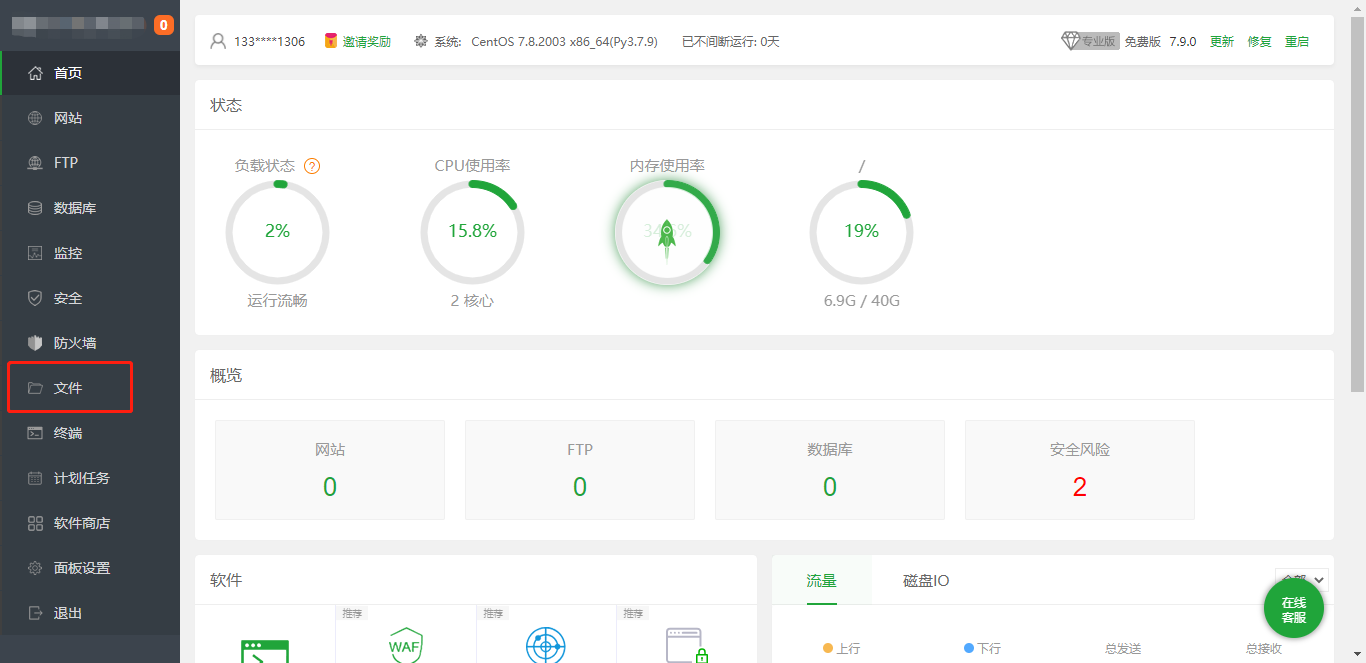 0
首页
网站
FTP
数据库
监控
安全
防火墙
文件
终端
计划任务
软件商店
面板设置
退出
133****1306 邀请奖励 系统: CentOS 7.8.2003 x86_64(Py3.7.9) 已不间断运行: 0天 专业版 免费版 7.9.0 更新 修复 重启
状态
负载状态 ? CPU使用率 内存使用率 /
2% 15.8% 19%
运行流畅 2 核心 6.9G / 40G
概览
网站 FTP 数据库 安全风险
0 0 0 2
软件 流量 磁盘IO 全部
推荐 推荐 推荐
WAF
在线
客服
上行 下行 总发送 总接收